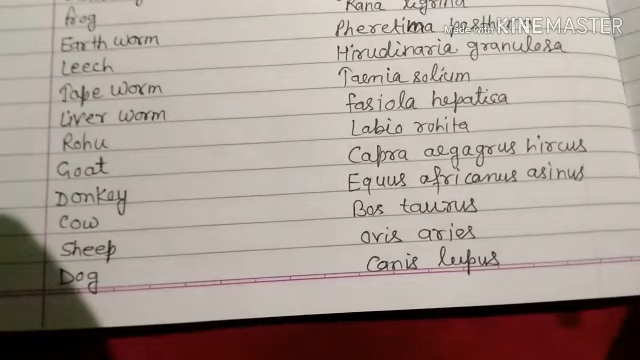 frog Rana tigrina
Earth worm Pheretima
Leech Hirudinaria granulosa
Tape worm Taenia solium
Liver worm fasiola hepatica
Rohu Labio rohita
Goat Capra aegagrus hircus
Donkey Equus africanus asinus
Cow Bos taurus
Sheep Ovis aries
Dog Canis lupus
Made with KINEMASTER